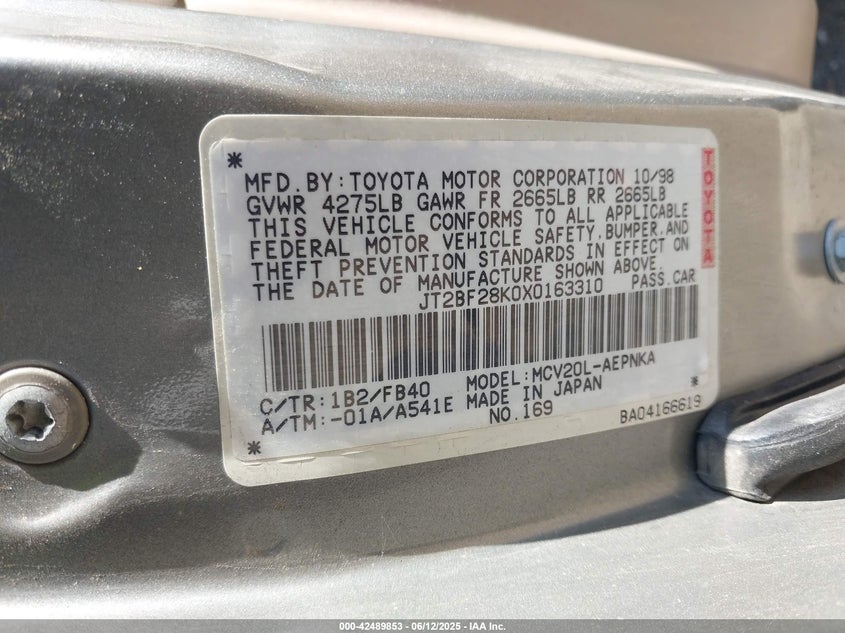 *
MFD.BY:TOYOTA MOTOR CORPORATION 10/98
GVWR 4275LB GAWR FR 2665LB RR 2665LB
THIS VEHICLE CONFORMS TO ALL APPLICABLE
FEDERAL MOTOR VEHICLE SAFETY,BUMPER,AND
THEFT PREVENTION STANDARDS IN EFFECT ON
THE DATE OF MANUFACTURE SHOWN ABOVE.
JT2BF28K0X0163310 PASS.CAR
TOYOTA
C/TR:1B2/FB40 MODEL:MCV20L-AEPNKA *
A/TM:-01A/A541E MADE IN JAPAN
* NO.169 BA04166619
000-42489853 - 06/12/2025 - IAA Inc.